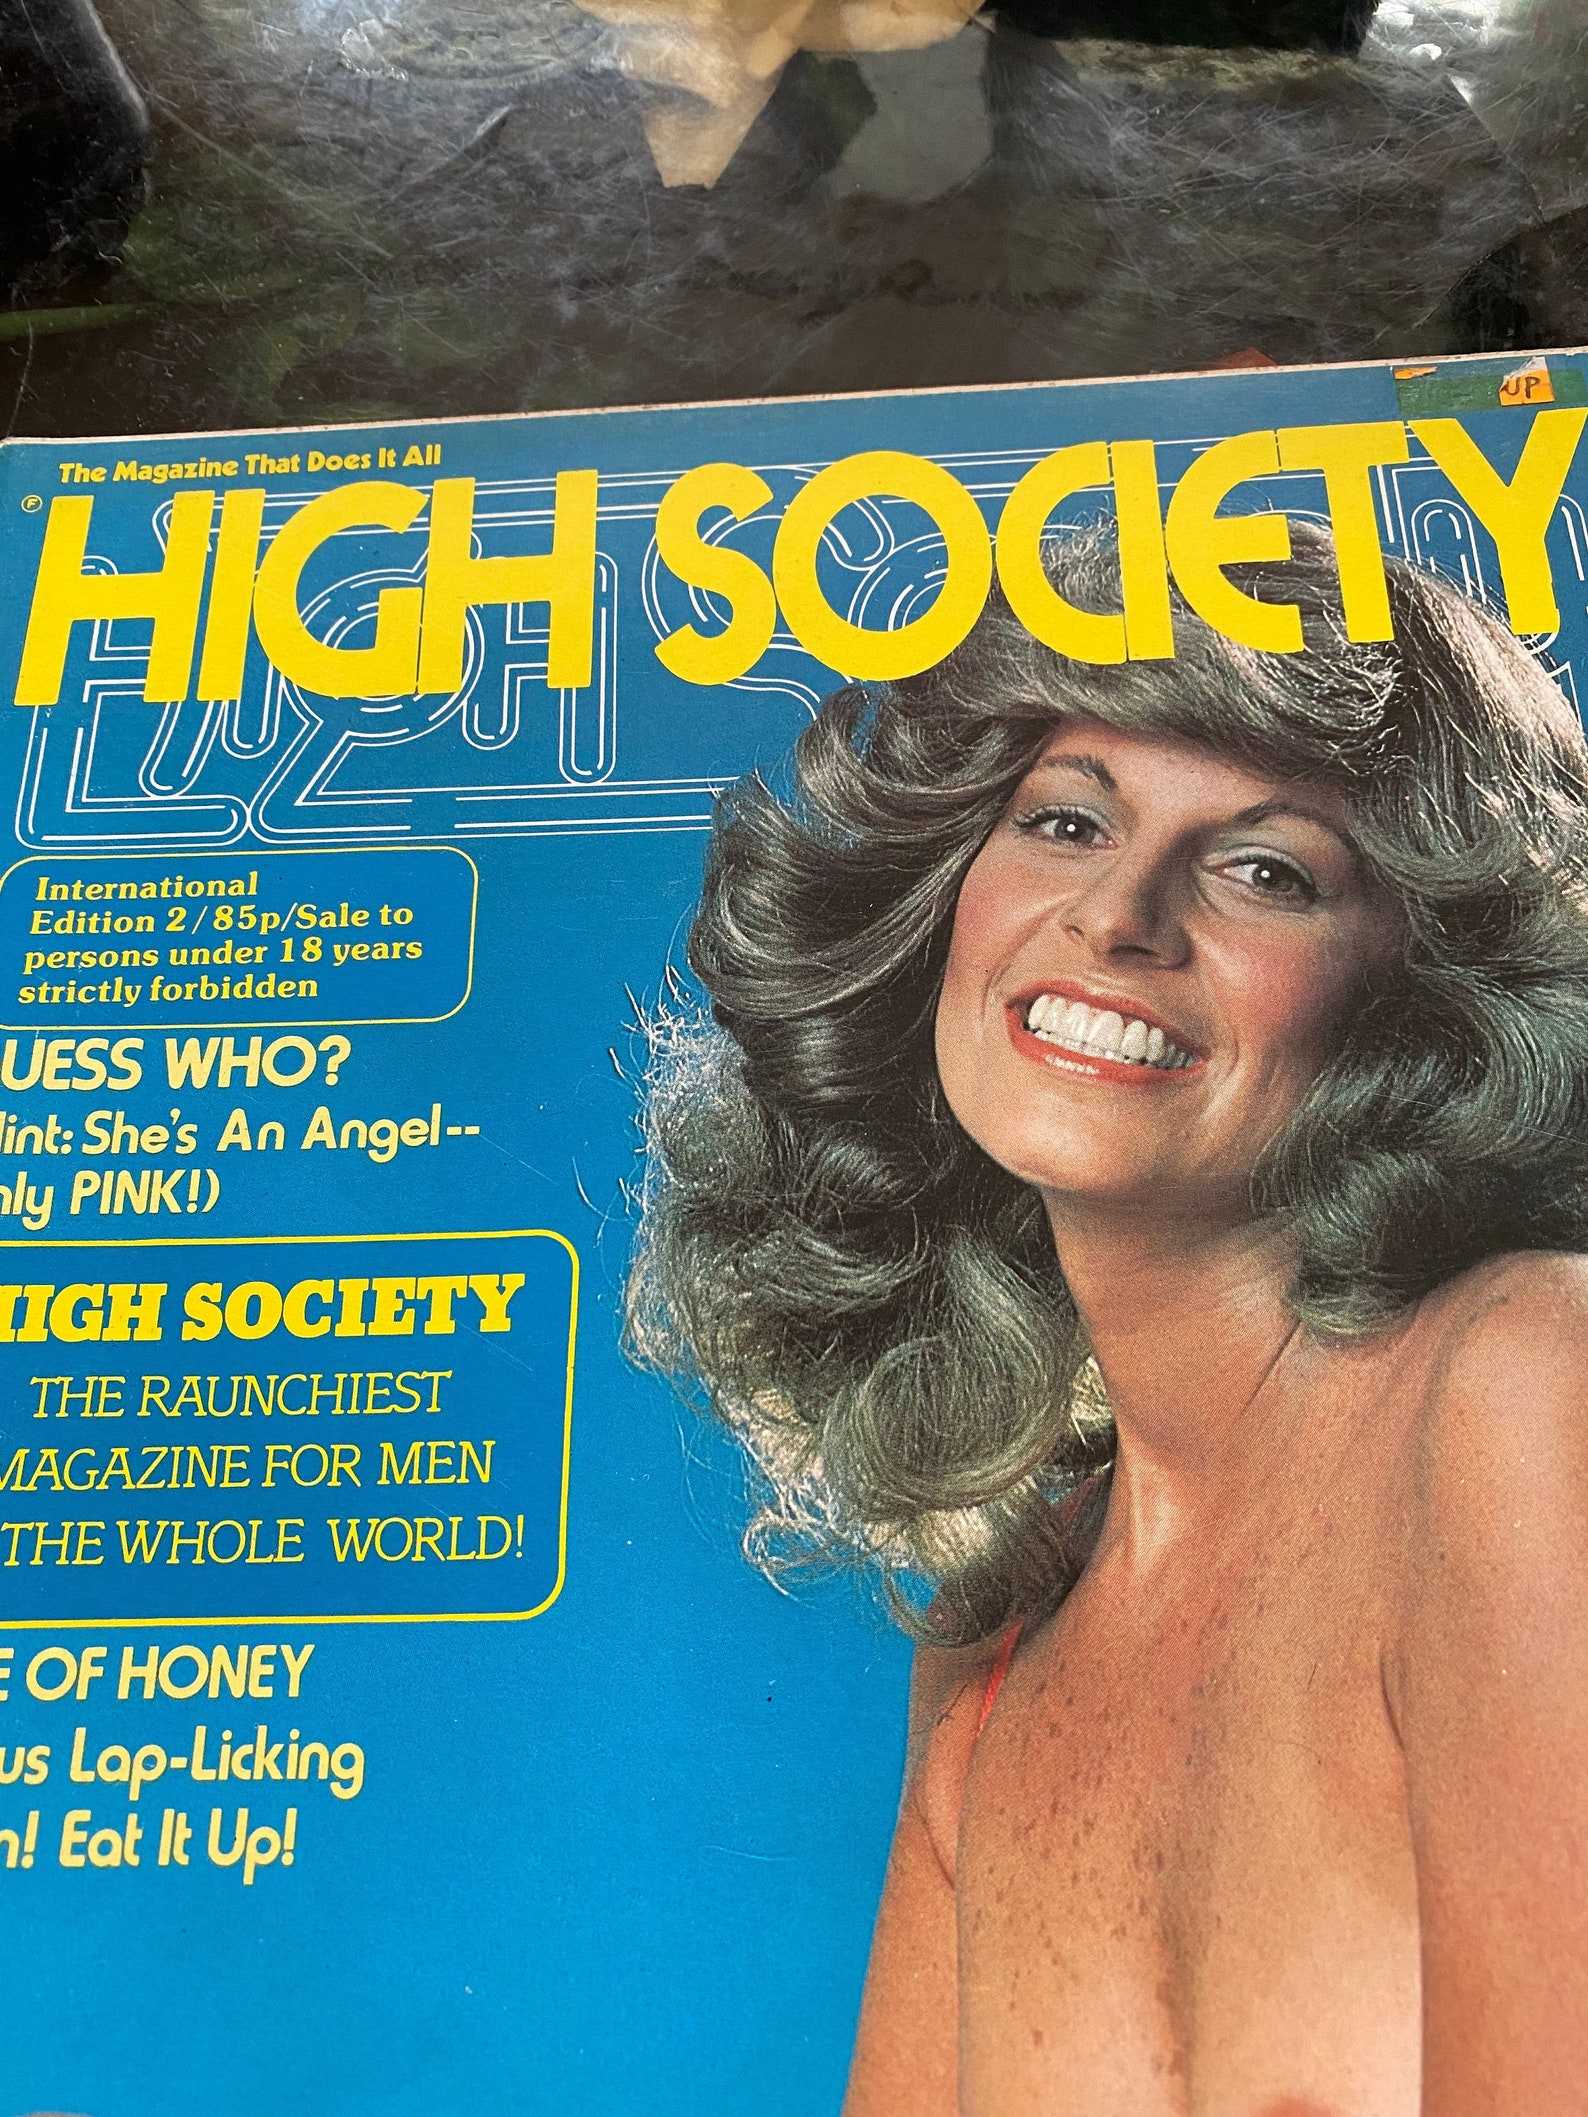 UP
The Magazine That Does It All
HIGH SOCIETY
International
Edition 2/85p/Sale to
persons under 18 years
strictly forbidden
UESS WHO?
int: She's An Angel--
nly PINK!)
HIGH SOCIETY
THE RAUNCHIEST
MAGAZINE FOR MEN
THE WHOLE WORLD!
E OF HONEY
us Lap-Licking
n! Eat It Up!